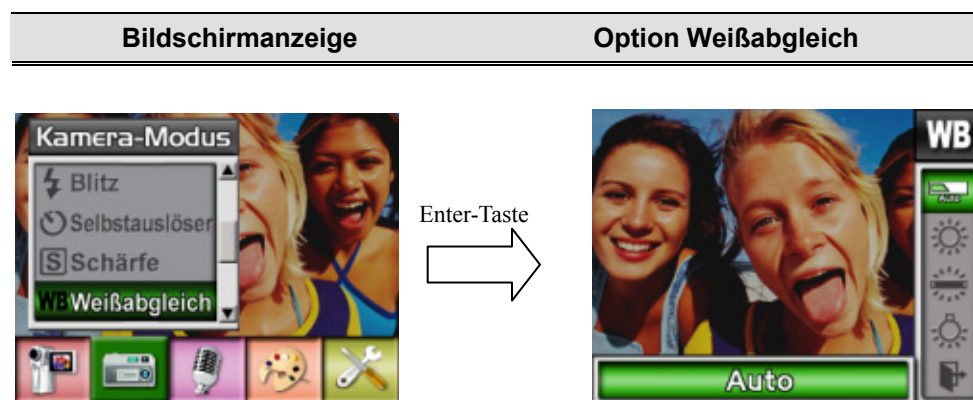 Bildschirmanzeige
Option Weißabgleich
Kamera-Modus
Blitz
Selbstauslöser
S Schärfe
WB Weißabgleich
Enter-Taste
WB
Auto
Auto